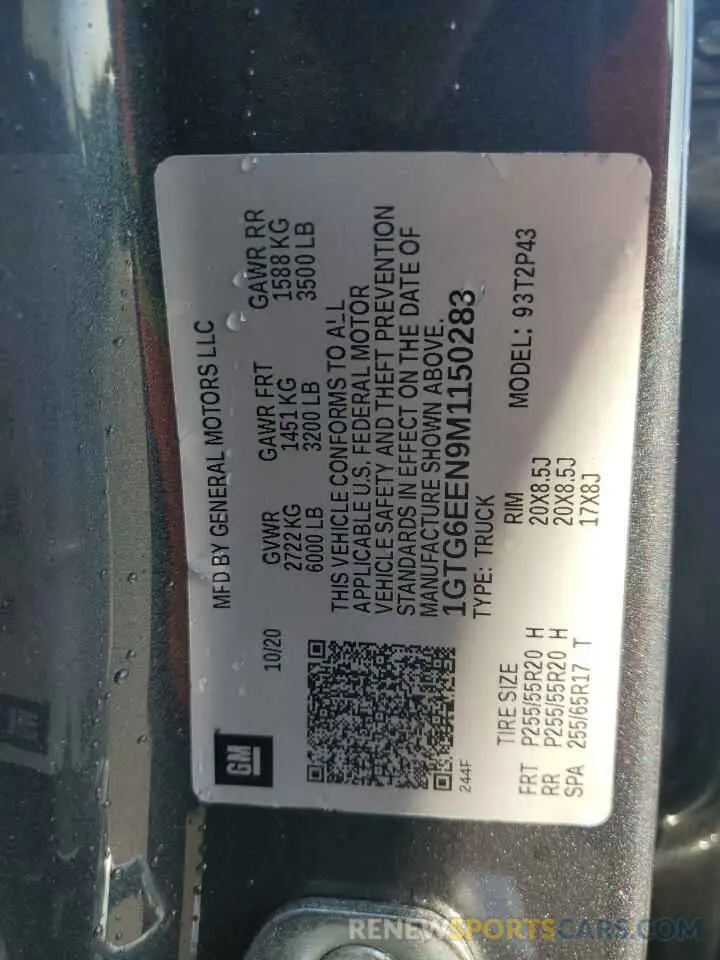 MFD BY GENERAL MOTORS LLC
10/20 GVWR GAWR FRT GAWR RR
2722 KG 1451 KG 1588 KG
6000 LB 3200 LB 3500 LB
THIS VEHICLE CONFORMS TO ALL
APPLICABLE U.S. FEDERAL MOTOR
VEHICLE SAFETY AND THEFT PREVENTION
STANDARDS IN EFFECT ON THE DATE OF
MANUFACTURE SHOWN ABOVE.
1GTG6EEN9M1150283
TYPE: TRUCK MODEL: 93T2P43
244F
TIRE SIZE RIM
FRT P255/55R20 H 20X8.5J
RR P255/55R20 H 20X8.5J
SPA 255/65R17 T 17X8J
GM
RENEWSPORTSCARS.COM